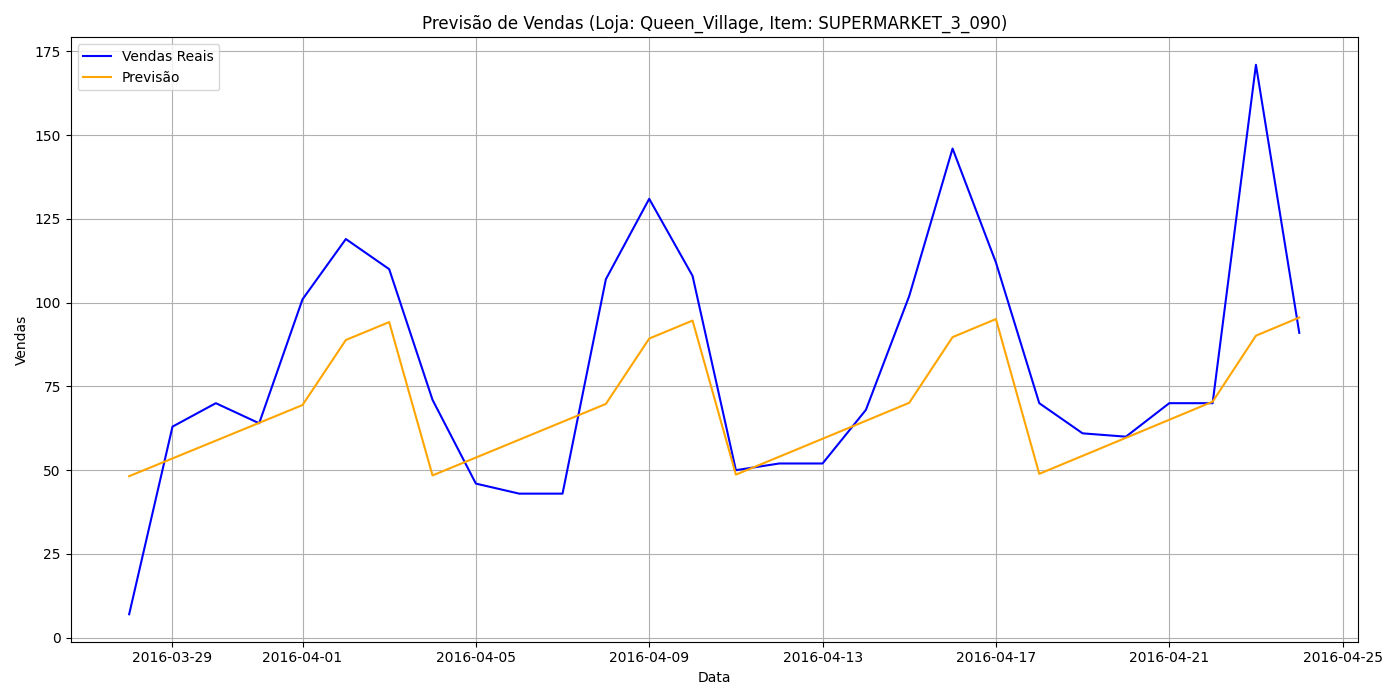 Previsão de Vendas (Loja: Queen_Village, Item: SUPERMARKET_3_090)
Vendas Reais
Previsão
175
150
125
100
75
50
25
0
Vendas
2016-03-29 2016-04-01 2016-04-05 2016-04-09 2016-04-13 2016-04-17 2016-04-21 2016-04-25
Data